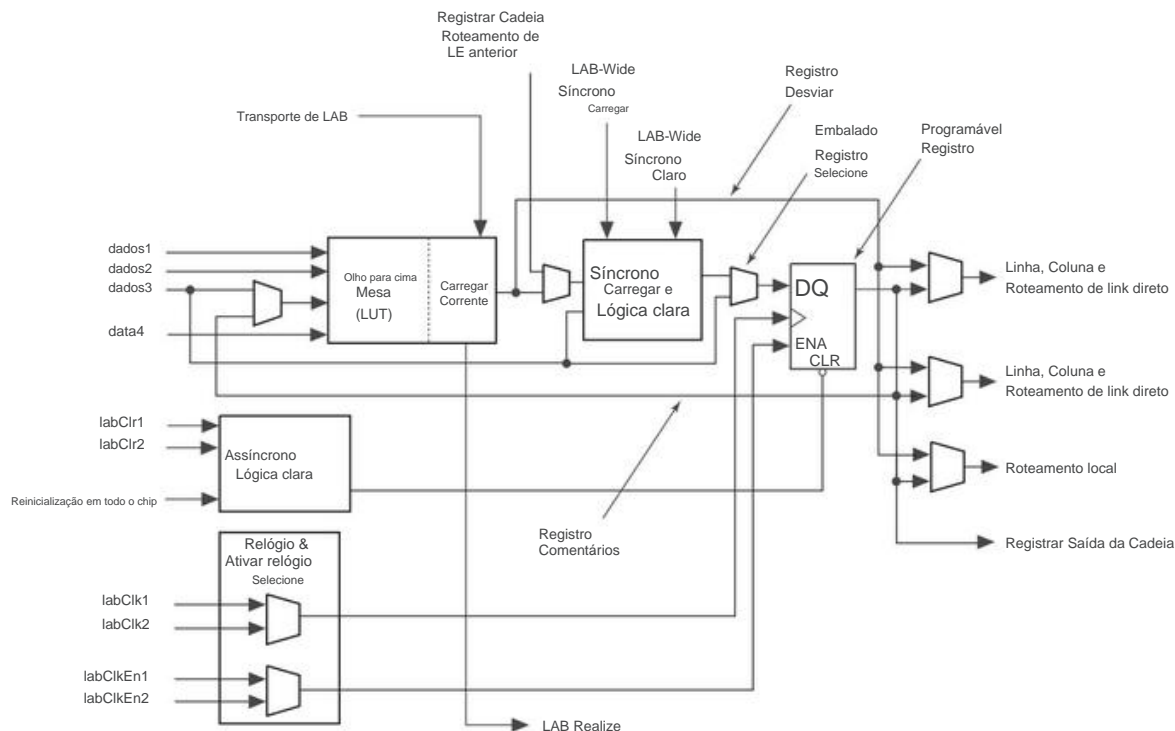 Registrar Cadeia
Roteamento de
LE anterior
LAB-Wide
Síncrono
Carregar
Registro
Desviar
Transporte de LAB
LAB-Wide
Síncrono
Claro
Embalado
Registro
Selecione
Programável
Registro
dados1
dados2
dados3
data4
Olho para cima
Mesa
(LUT)
Carregar
Corrente
Síncrono
Carregar e
Lógica clara
DQ
ENA
CLR
Linha, Coluna e
Roteamento de link direto
Linha, Coluna e
Roteamento de link direto
labClr1
labClr2
Reinicialização em todo o chip
Assíncrono
Lógica clara
Roteamento local
Registro
Comentários
Registrar Saída da Cadeia
Relógio &
Ativar relógio
Selecione
labClk1
labClk2
labClkEn1
labClkEn2
LAB Realize